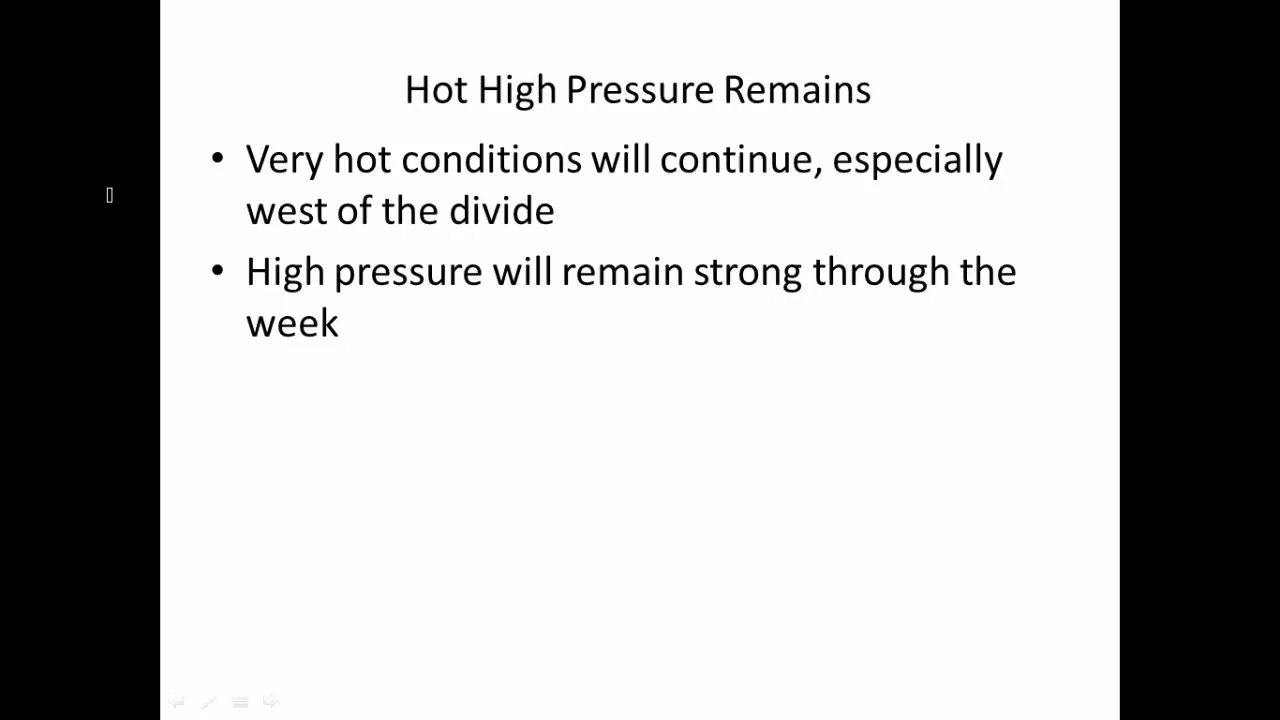 Hot High Pressure Remains
• Very hot conditions will continue, especially
west of the divide
• High pressure will remain strong through the
week